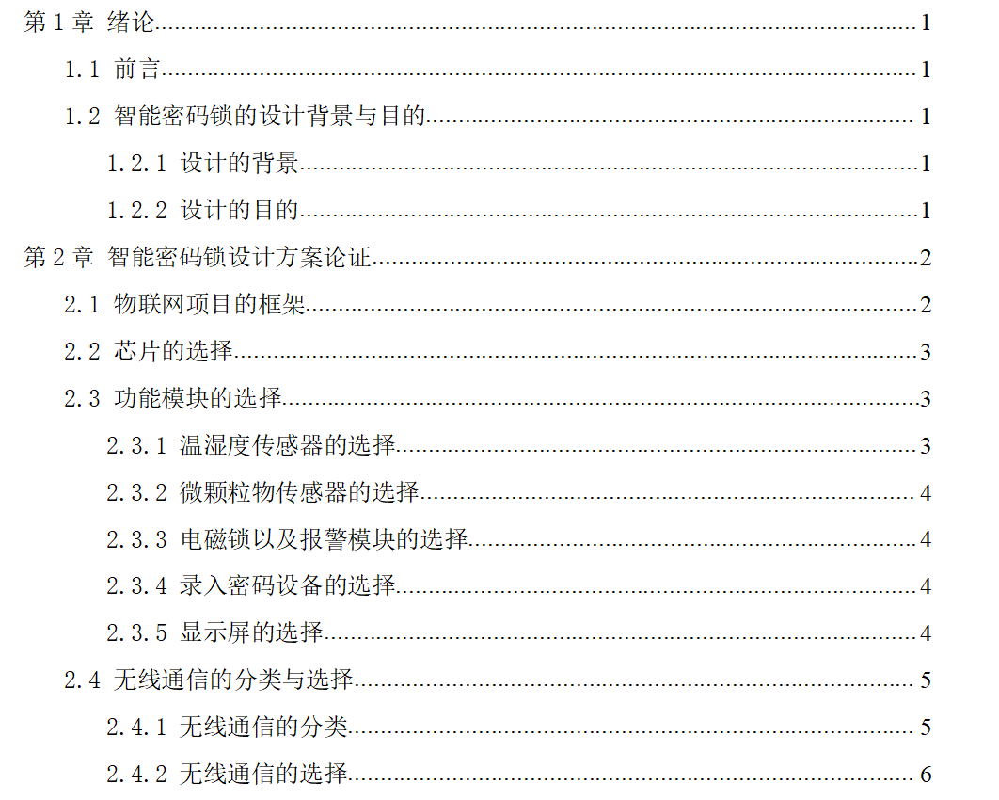 第 1 章 绪论........................ 1
1.1 前言........................ 1
1.2 智能密码锁的设计背景与目的........................ 1
1.2.1 设计的背景........................ 1
1.2.2 设计的目的........................ 1
第 2 章 智能密码锁设计方案论证........................ 2
2.1 物联网项目的框架........................ 2
2.2 芯片的选择........................ 3
2.3 功能模块的选择........................ 3
2.3.1 温湿度传感器的选择........................ 3
2.3.2 微颗粒物传感器的选择........................ 4
2.3.3 电磁锁以及报警模块的选择........................ 4
2.3.4 录入密码设备的选择........................ 4
2.3.5 显示屏的选择........................ 4
2.4 无线通信的分类与选择........................ 5
2.4.1 无线通信的分类........................ 5
2.4.2 无线通信的选择........................ 6